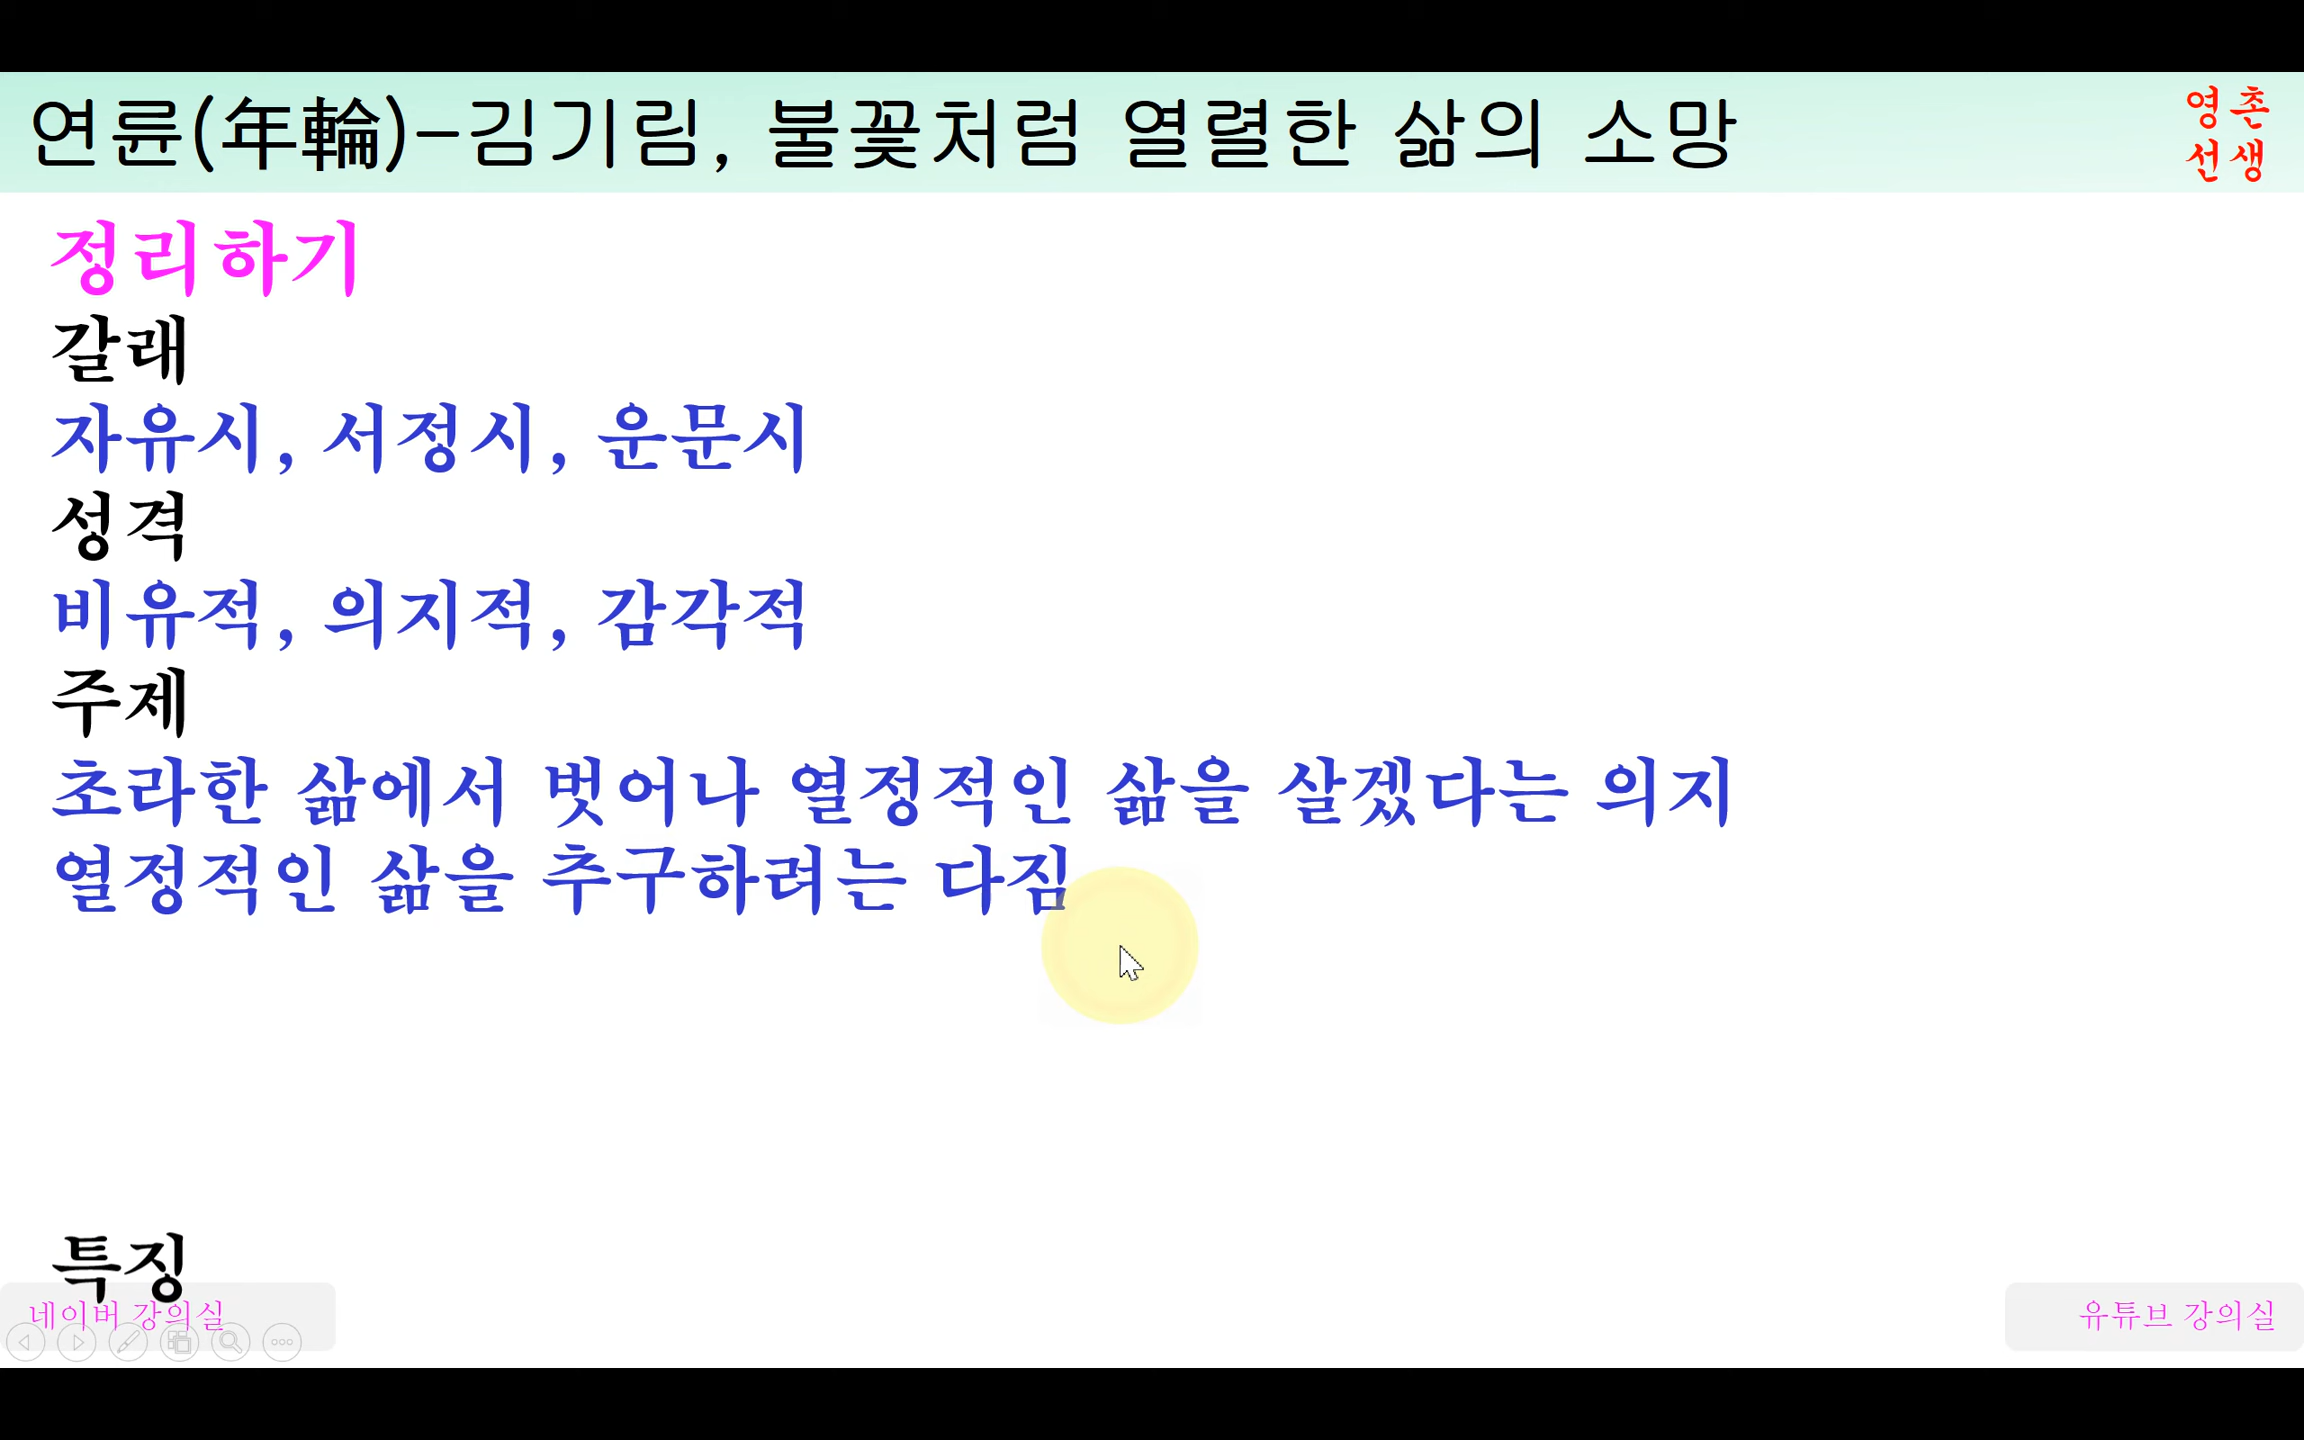 연륜(年輪)-김기림, 불꽃처럼 열렬한 삶의 소망
영촌
선생
정리하기
갈래
자유시, 서정시, 운문시
성격
비유적, 의지적, 감각적
주제
초라한 삶에서 벗어나 열정적인 삶을 살겠다는 의지
열정적인 삶을 추구하려는 다짐
특징
네이버 강의실
유튜브 강의실